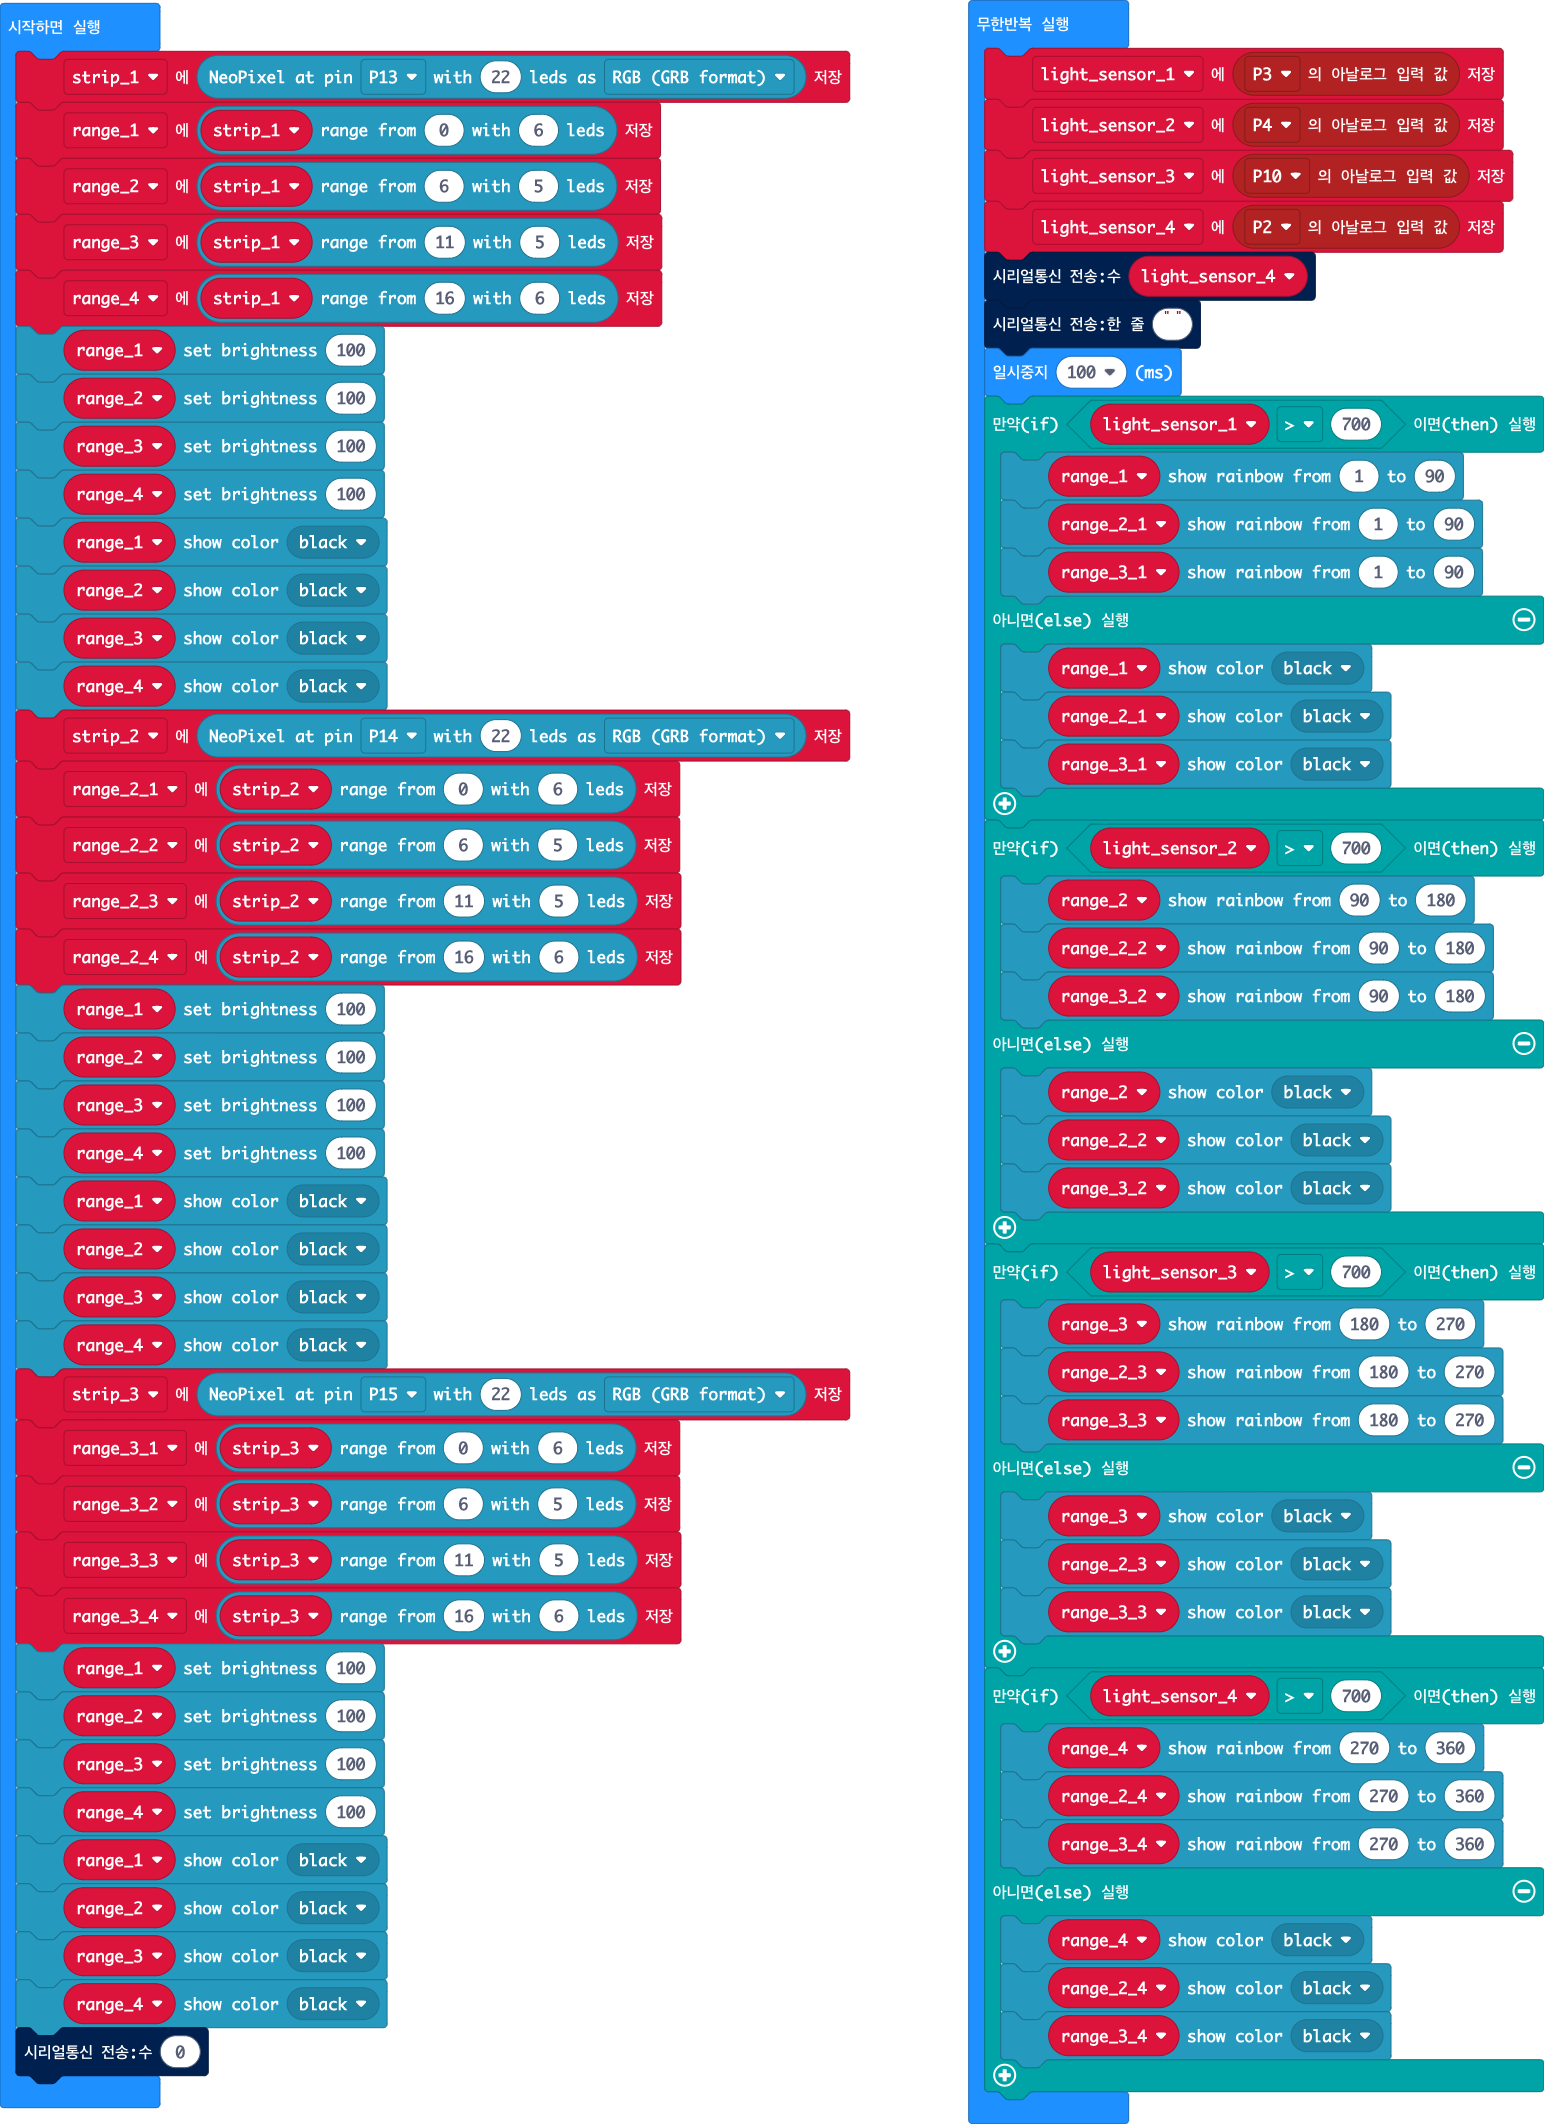 시작하면 실행
strip_1 에 NeoPixel at pin P13 with 22 leds as RGB (GRB format) 저장
range_1 에 strip_1 range from 0 with 6 leds 저장
range_2 에 strip_1 range from 6 with 5 leds 저장
range_3 에 strip_1 range from 11 with 5 leds 저장
range_4 에 strip_1 range from 16 with 6 leds 저장
range_1 set brightness 100
range_2 set brightness 100
range_3 set brightness 100
range_4 set brightness 100
range_1 show color black
range_2 show color black
range_3 show color black
range_4 show color black
strip_2 에 NeoPixel at pin P14 with 22 leds as RGB (GRB format) 저장
range_2_1 에 strip_2 range from 0 with 6 leds 저장
range_2_2 에 strip_2 range from 6 with 5 leds 저장
range_2_3 에 strip_2 range from 11 with 5 leds 저장
range_2_4 에 strip_2 range from 16 with 6 leds 저장
range_1 set brightness 100
range_2 set brightness 100
range_3 set brightness 100
range_4 set brightness 100
range_1 show color black
range_2 show color black
range_3 show color black
range_4 show color black
strip_3 에 NeoPixel at pin P15 with 22 leds as RGB (GRB format) 저장
range_3_1 에 strip_3 range from 0 with 6 leds 저장
range_3_2 에 strip_3 range from 6 with 5 leds 저장
range_3_3 에 strip_3 range from 11 with 5 leds 저장
range_3_4 에 strip_3 range from 16 with 6 leds 저장
range_1 set brightness 100
range_2 set brightness 100
range_3 set brightness 100
range_4 set brightness 100
range_1 show color black
range_2 show color black
range_3 show color black
range_4 show color black
시리얼통신 전송:수 0
무한반복 실행
light_sensor_1 에 P3 의 아날로그 입력 값 저장
light_sensor_2 에 P4 의 아날로그 입력 값 저장
light_sensor_3 에 P10 의 아날로그 입력 값 저장
light_sensor_4 에 P2 의 아날로그 입력 값 저장
시리얼통신 전송:수 light_sensor_4
시리얼통신 전송:한 줄 " "
일시중지 100 (ms)
만약(if) light_sensor_1 > 700 이면(then) 실행
range_1 show rainbow from 1 to 90
range_2_1 show rainbow from 1 to 90
range_3_1 show rainbow from 1 to 90
아니면(else) 실행
range_1 show color black
range_2_1 show color black
range_3_1 show color black
만약(if) light_sensor_2 > 700 이면(then) 실행
range_2 show rainbow from 90 to 180
range_2_2 show rainbow from 90 to 180
range_3_2 show rainbow from 90 to 180
아니면(else) 실행
range_2 show color black
range_2_2 show color black
range_3_2 show color black
만약(if) light_sensor_3 > 700 이면(then) 실행
range_3 show rainbow from 180 to 270
range_2_3 show rainbow from 180 to 270
range_3_3 show rainbow from 180 to 270
아니면(else) 실행
range_3 show color black
range_2_3 show color black
range_3_3 show color black
만약(if) light_sensor_4 > 700 이면(then) 실행
range_4 show rainbow from 270 to 360
range_2_4 show rainbow from 270 to 360
range_3_4 show rainbow from 270 to 360
아니면(else) 실행
range_4 show color black
range_2_4 show color black
range_3_4 show color black